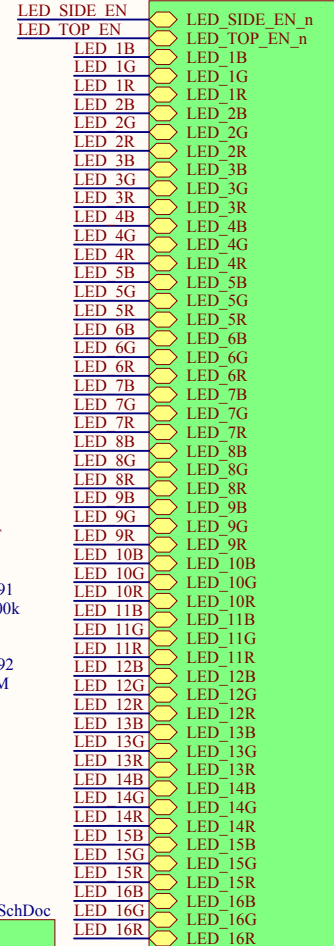 LED_SIDE_EN LED_SIDE_EN_n
LED_TOP_EN LED_TOP_EN_n
LED_1B LED_1B
LED_1G LED_1G
LED_1R LED_1R
LED_2B LED_2B
LED_2G LED_2G
LED_2R LED_2R
LED_3B LED_3B
LED_3G LED_3G
LED_3R LED_3R
LED_4B LED_4B
LED_4G LED_4G
LED_4R LED_4R
LED_5B LED_5B
LED_5G LED_5G
LED_5R LED_5R
LED_6B LED_6B
LED_6G LED_6G
LED_6R LED_6R
LED_7B LED_7B
LED_7G LED_7G
LED_7R LED_7R
LED_8B LED_8B
LED_8G LED_8G
LED_8R LED_8R
LED_9B LED_9B
LED_9G LED_9G
LED_9R LED_9R
LED_10B LED_10B
LED_10G LED_10G
91 LED_10R LED_10R
00k LED_11B LED_11B
LED_11G LED_11G
LED_11R LED_11R
92 LED_12B LED_12B
M LED_12G LED_12G
LED_12R LED_12R
LED_13B LED_13B
LED_13G LED_13G
LED_13R LED_13R
LED_14B LED_14B
LED_14G LED_14G
LED_14R LED_14R
LED_15B LED_15B
LED_15G LED_15G
LED_15R LED_15R
LED_16B LED_16B
SchDoc LED_16G LED_16G
LED_16R LED_16R